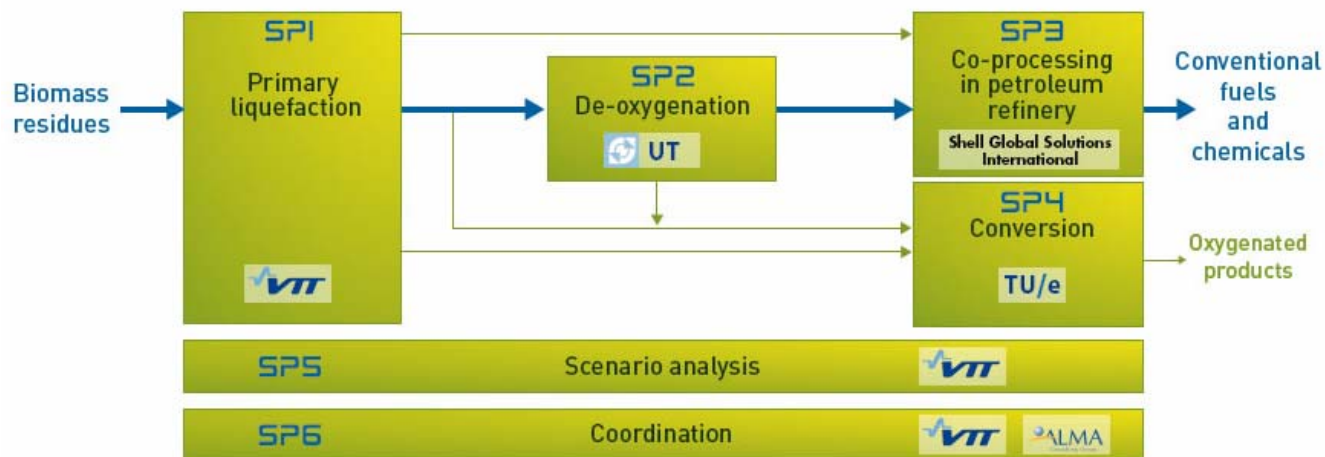 SP1
Primary
liquefaction
VTT
Biomass
residues
SP2
De-oxygenation
UT
SP3
Co-processing
in petroleum
refinery
Shell Global Solutions
International
Conventional
fuels
and
chemicals
SP4
Conversion
TU/e
Oxygenated
products
SP5 Scenario analysis VTT
SP6 Coordination VTT ALMA